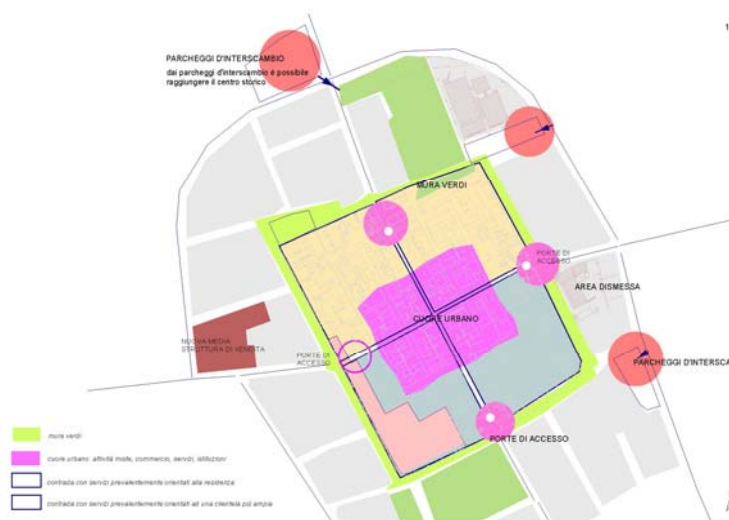 1
PARCHEGGI D'INTERSCAMBIO
dai parcheggi d'interscambio è possibile
raggiungere il centro storico
MURA VERDI
PORTE DI
ACCESSO
AREA DISMESSA
CUORE URBANO
NUOVA MEDIA
STRUTTURA DI VENDITA
PORTE DI
ACCESSO
PARCHEGGI D'INTERSCA
PORTE DI ACCESSO
mura verdi
cuore urbano: attività miste, commercio, servizi, istituzioni
contrada con servizi prevalentemente orientati alla residenza
contrada con servizi prevalentemente orientati ad una clientela più ampia